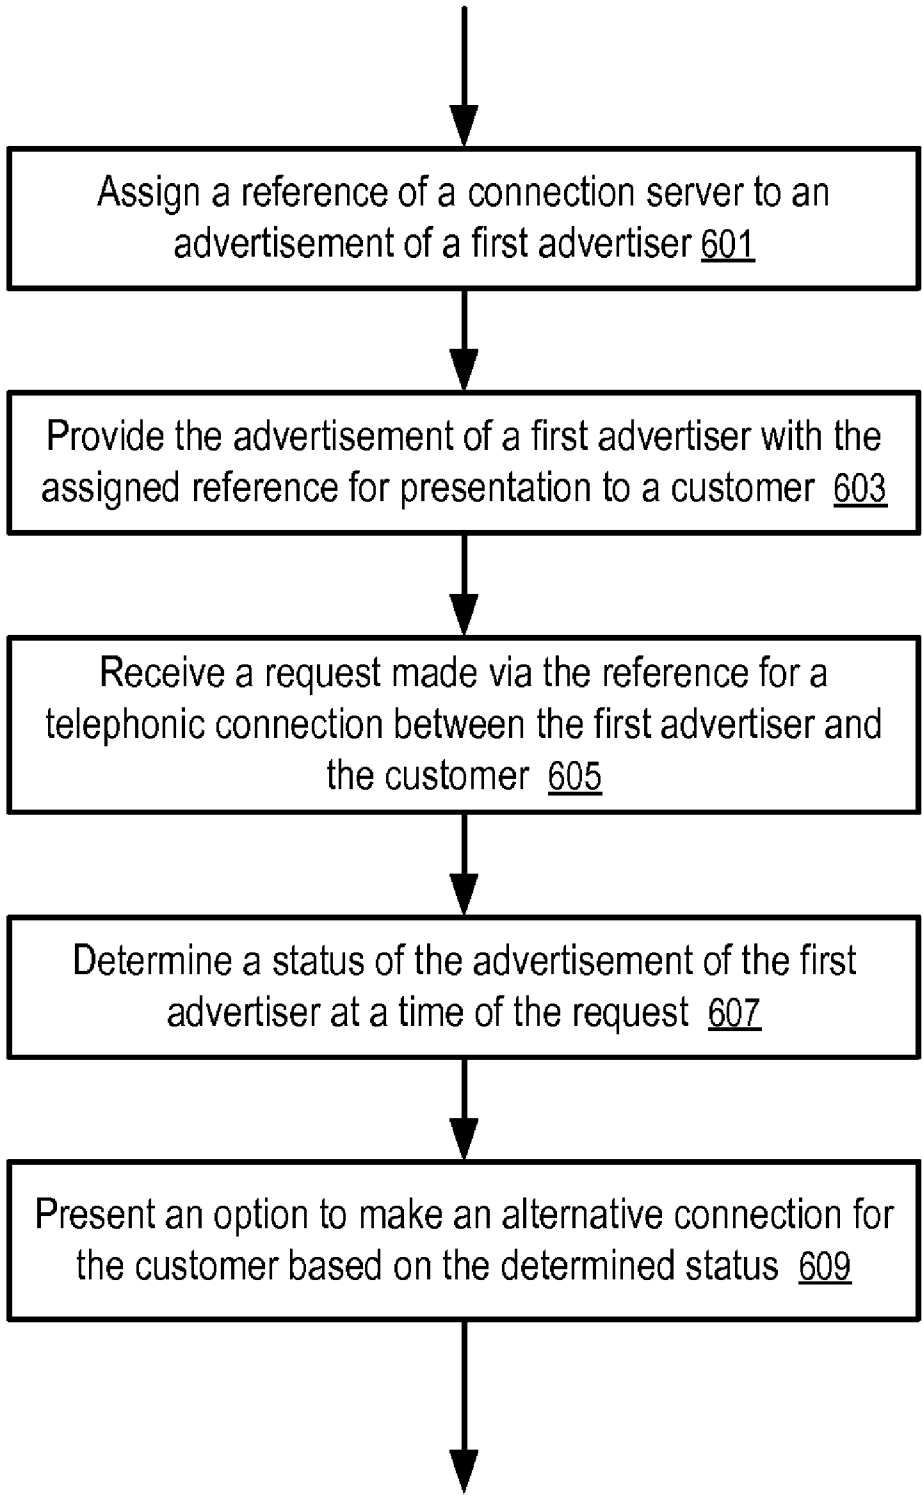 Assign a reference of a connection server to an
advertisement of a first advertiser 601
Provide the advertisement of a first advertiser with the
assigned reference for presentation to a customer 603
Receive a request made via the reference for a
telephonic connection between the first advertiser and
the customer 605
Determine a status of the advertisement of the first
advertiser at a time of the request 607
Present an option to make an alternative connection for
the customer based on the determined status 609